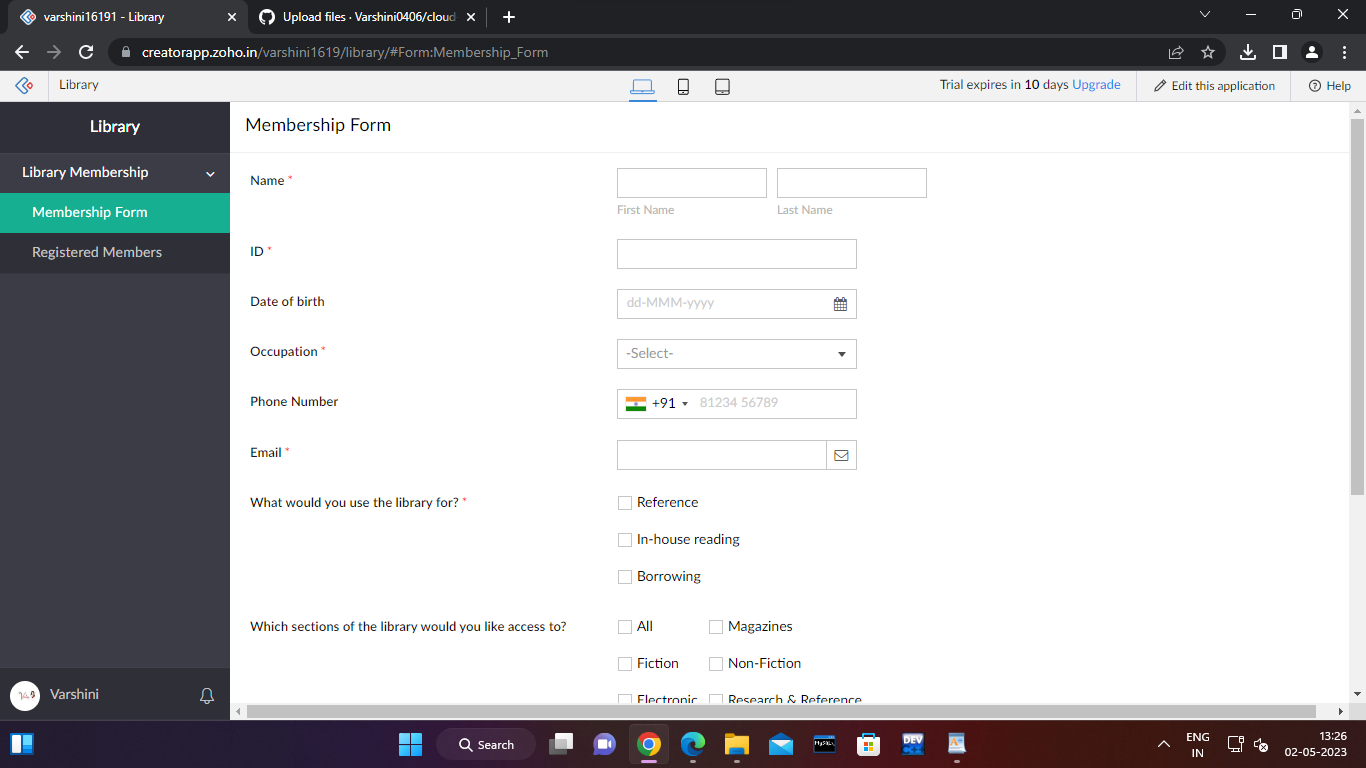 varshini16191 - Library
Upload files · Varshini0406/cloud
creatorapp.zoho.in/varshini1619/library/#Form:Membership_Form
Library
Trial expires in 10 days Upgrade
Edit this application
Help
Library
Library Membership
Membership Form
Registered Members
Varshini
Membership Form
Name *
First Name
Last Name
ID *
Date of birth
dd-MMM-yyyy
Occupation *
-Select-
Phone Number
+91
81234 56789
Email *
What would you use the library for? *
Reference
In-house reading
Borrowing
Which sections of the library would you like access to?
All
Magazines
Fiction
Non-Fiction
Electronic
Research & Reference
Search
MySQL
DEV
ENG
IN
13:26
02-05-2023